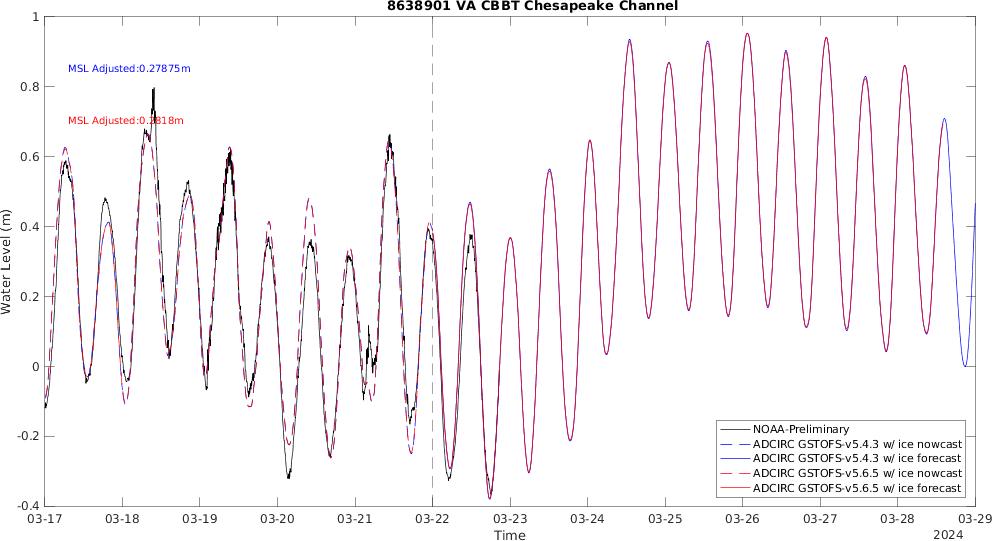 8638901 VA CBBT Chesapeake Channel
MSL Adjusted:0.27875m
MSL Adjusted:0.2818m
Water Level (m)
1
0.8
0.6
0.4
0.2
0
-0.2
-0.4
NOAA-Preliminary
ADCIRC GSTOFS-v5.4.3 w/ ice nowcast
ADCIRC GSTOFS-v5.4.3 w/ ice forecast
ADCIRC GSTOFS-v5.6.5 w/ ice nowcast
ADCIRC GSTOFS-v5.6.5 w/ ice forecast
03-17 03-18 03-19 03-20 03-21 03-22 03-23 03-24 03-25 03-26 03-27 03-28 03-29
Time
2024